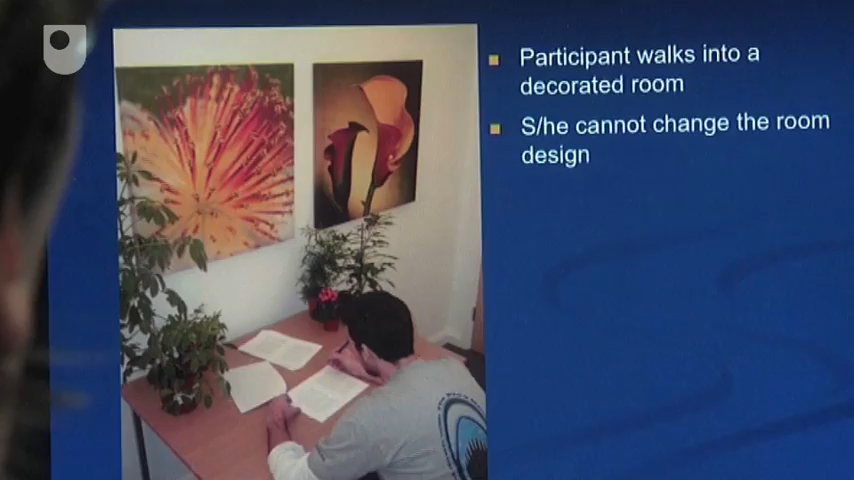 Participant walks into a
decorated room
S/he cannot change the room
design